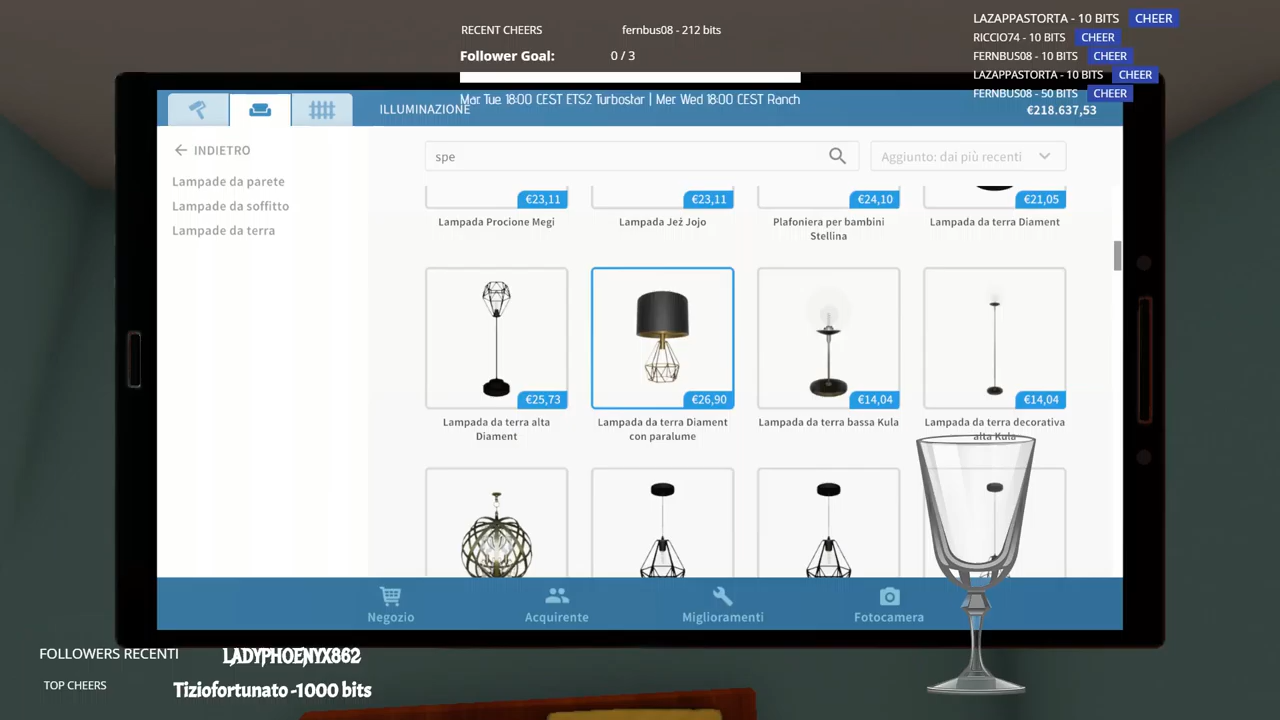 RECENT CHEERS fernbus08 - 212 bits
Follower Goal: 0 / 3
Mar Tue 18:00 CEST ETS2 Turbostar | Mer Wed 18:00 CEST Ranch
LAZAPPASTORTA - 10 BITS CHEER
RICCIO74 - 10 BITS CHEER
FERNBUS08 - 10 BITS CHEER
LAZAPPASTORTA - 10 BITS CHEER
FERNBUS08 - 50 BITS CHEER
ILLUMINAZIONE
€218.637,53
INDIETRO
Lampade da parete
Lampade da soffitto
Lampade da terra
spe
Aggiunto: dai più recenti
€23,11 €23,11 €24,10 €21,05
Lampada Procione Megi
Lampada Jeż Jojo
Plafoniera per bambini
Stellina
Lampada da terra Diament
€25,73 €26,90 €14,04 €14,04
Lampada da terra alta
Diament
Lampada da terra Diament
con paralume
Lampada da terra bassa Kula
Lampada da terra decorativa
alta Kula
Negozio Acquirente Miglioramenti Fotocamera
FOLLOWERS RECENTI LADYPHOENYX862
TOP CHEERS Tiziofortunato -1000 bits